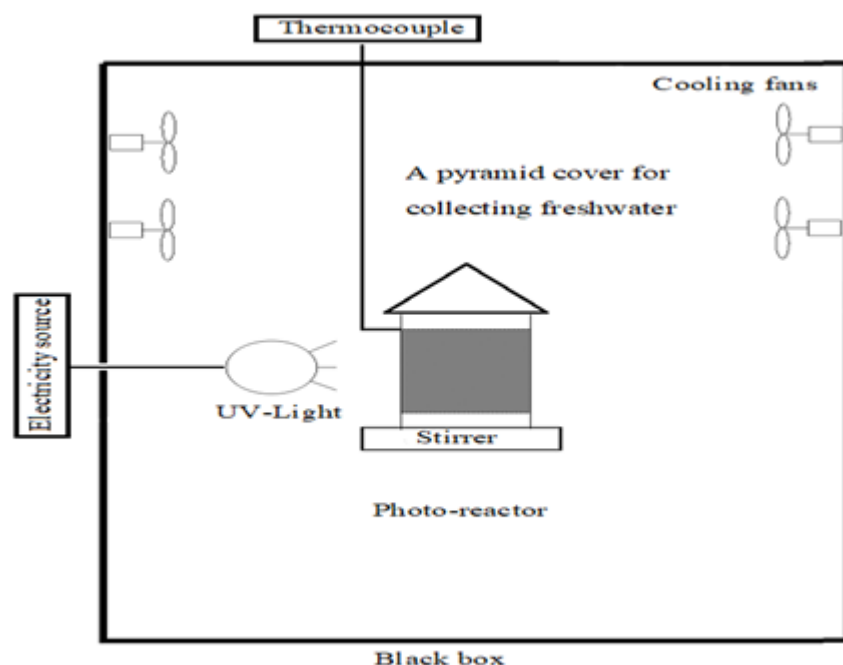 Thermocouple
Cooling fans
A pyramid cover for
collecting freshwater
Electricity source
UV-Light
Stirrer
Photo-reactor
Black box